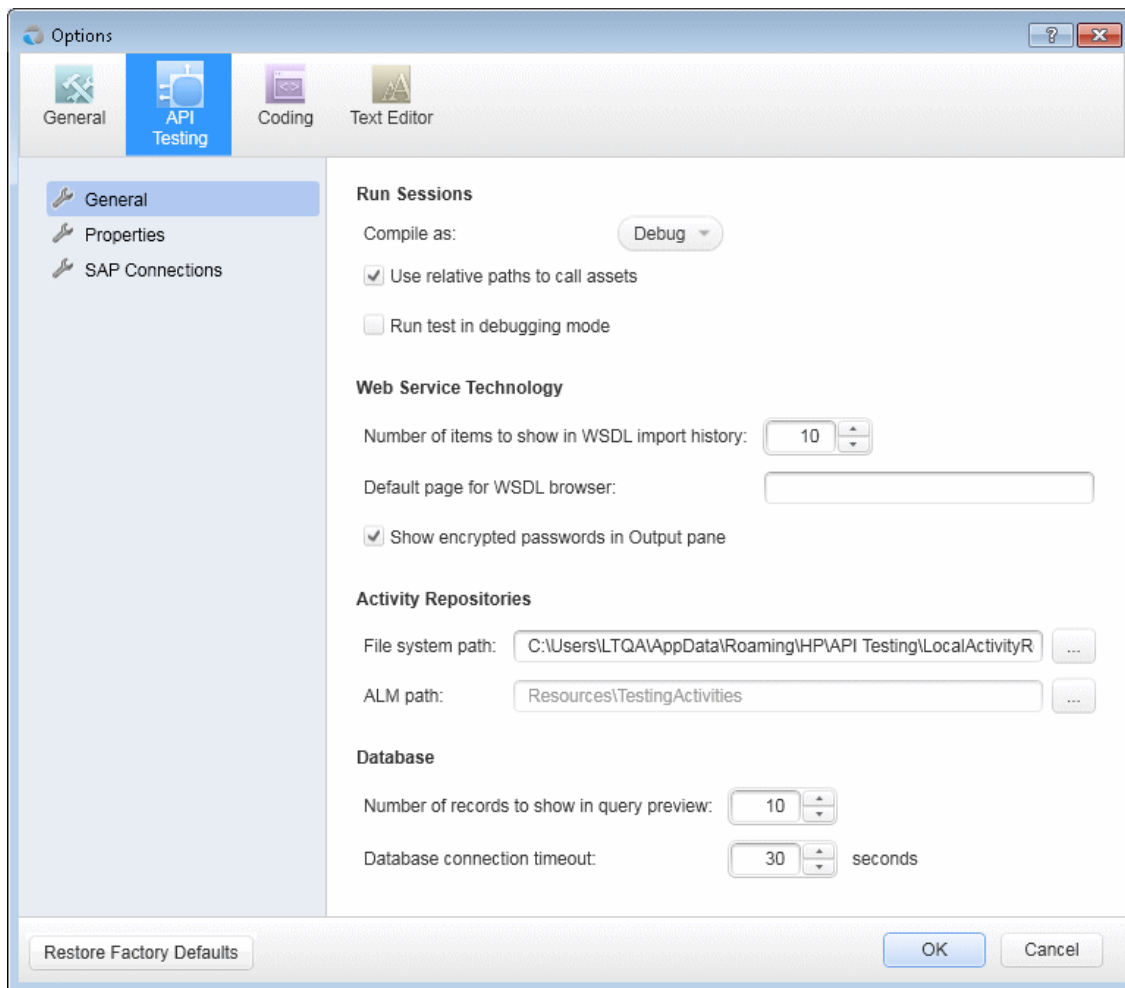 Options
General
API
Testing
Coding
Text Editor
General
Properties
SAP Connections
Run Sessions
Compile as: Debug
Use relative paths to call assets
Run test in debugging mode
Web Service Technology
Number of items to show in WSDL import history: 10
Default page for WSDL browser:
Show encrypted passwords in Output pane
Activity Repositories
File system path: C:\Users\LTQA\AppData\Roaming\HP\API Testing\LocalActivityR ...
ALM path: Resources\TestingActivities ...
Database
Number of records to show in query preview: 10
Database connection timeout: 30 seconds
Restore Factory Defaults
OK
Cancel